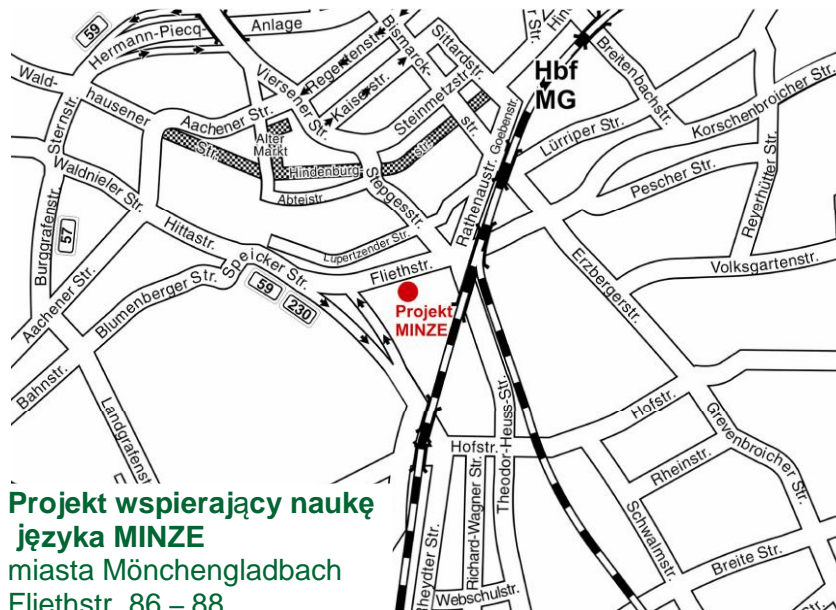 59
Hermann-Piecq-
Anlage
Wald-
hausener
Str.
Sternstr.
Aachener Str.
Alter
Markt
Viersener Str.
Regentenstr.
Kaiserstr.
Bismarck-
str.
Sittardstr.
Steinmetzstr.
Goebenstr.
Hbf
MG
Breitenbachstr.
Lürriper Str.
Korschenbroicher Str.
Pescher Str.
Reyerhütter Str.
Volksgartenstr.
Hindenburg-
str.
Abteistr.
Stepgesstr.
Rathenaustr.
Waldnieler Str.
Hittastr.
Burggrafenstr.
57
Aachener Str.
Blumenberger Str.
Speicker Str.
59
230
Lüpertzender Str.
Fliethstr.
Projekt
MINZE
Erzbergerstr.
Bahnstr.
Landgrafenstr.
Theodor-Heuss-Str.
Hofstr.
Hofstr.
Grevenbroicher Str.
Rheinstr.
Schwalmstr.
Breite Str.
Richard-Wagner Str.
Webschulstr.
Projekt wspierający naukę
język​a MINZE
miasta Mönchengladbach
Fliethstr. 86 – 88